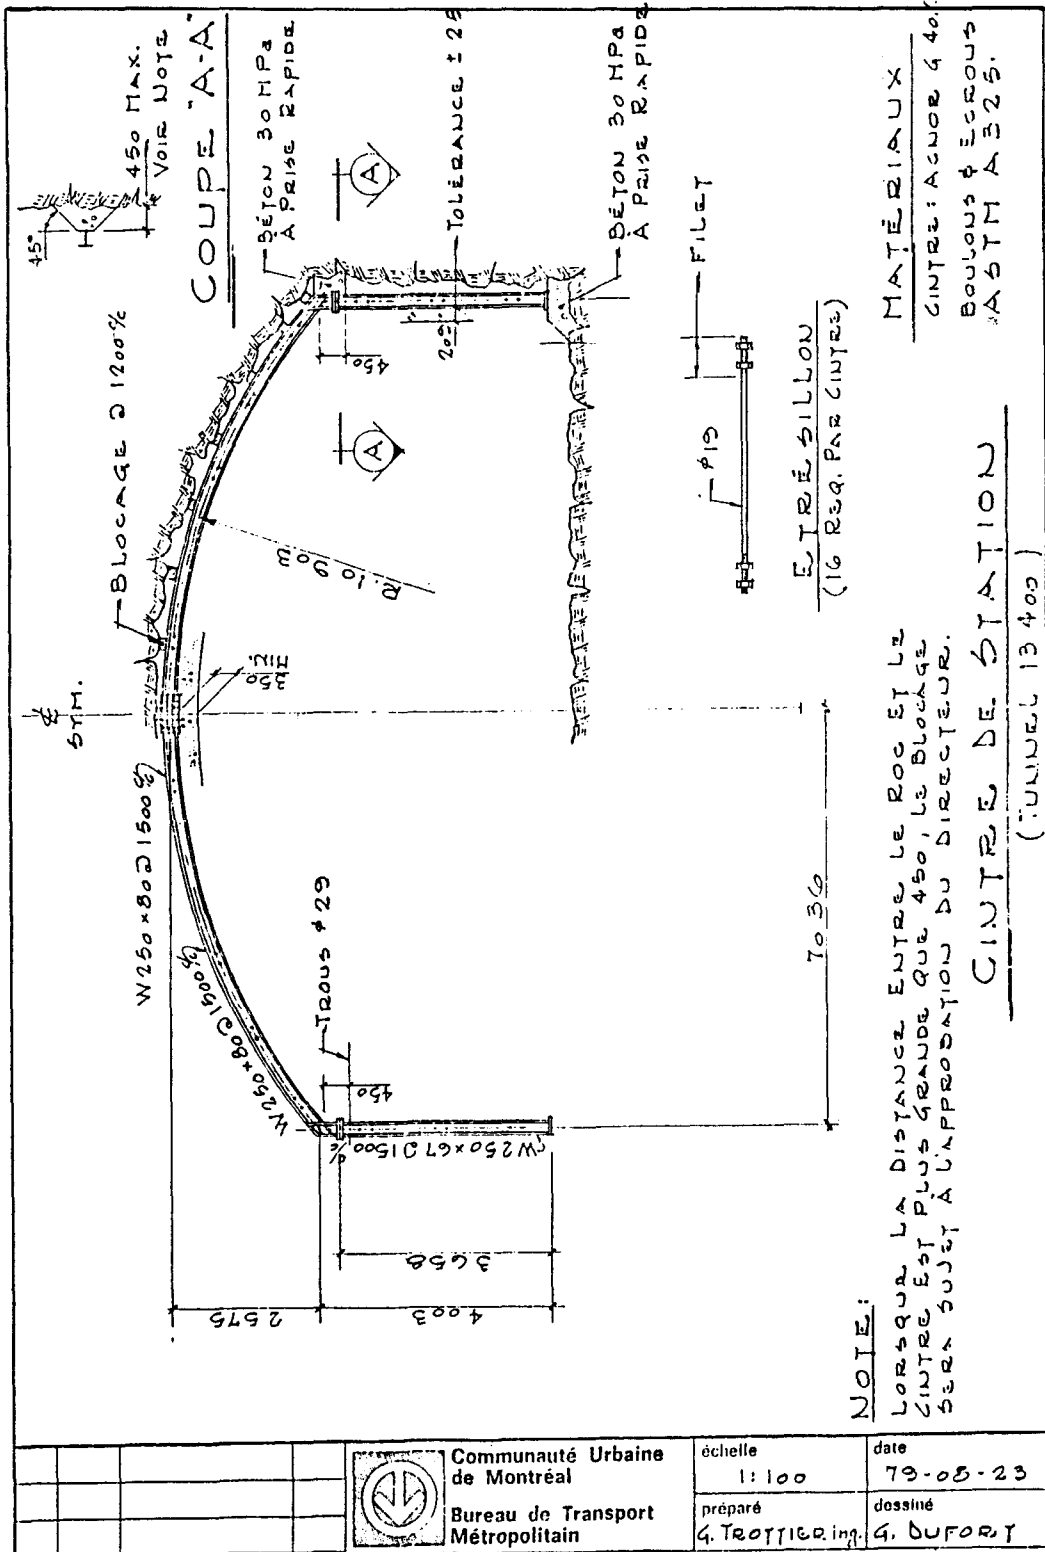 450 MAX.
VOIR NOTE
45°
COUPE "A-A"
BÉTON 30 MPa
À PRISE RAPIDE
BLOCAGE @ 1200 c/c
A
A
TOLÉRANCE ± 25
BÉTON 30 MPa
À PRISE RAPIDE
450
R. 10 903
350
SYM.
W250×80 @ 1500 c/c
W250×80 @ 1500 c/c
TROUS ø 29
450
W250×67 @ 1500 c/c
3658
4003
2575
7036
FILET
ø19
ETRÉSILLON
(16 REQ. PAR CINTRE)
MATÉRIAUX
CINTRE: ACNOR G 40.
BOULONS & ECROUS
ASTM A325.
NOTE:
LORSQUE LA DISTANCE ENTRE LE ROC ET LE
CINTRE EST PLUS GRANDE QUE 450, LE BLOCAGE
SERA SUJET À L'APPROBATION DU DIRECTEUR.
CINTRE DE STATION
(TUNNEL 13 400)
Communauté Urbaine
de Montréal
Bureau de Transport
Métropolitain
échelle
1:100
date
79-05-23
préparé
G. TROTTIER ing.
dessiné
G. DUFORT